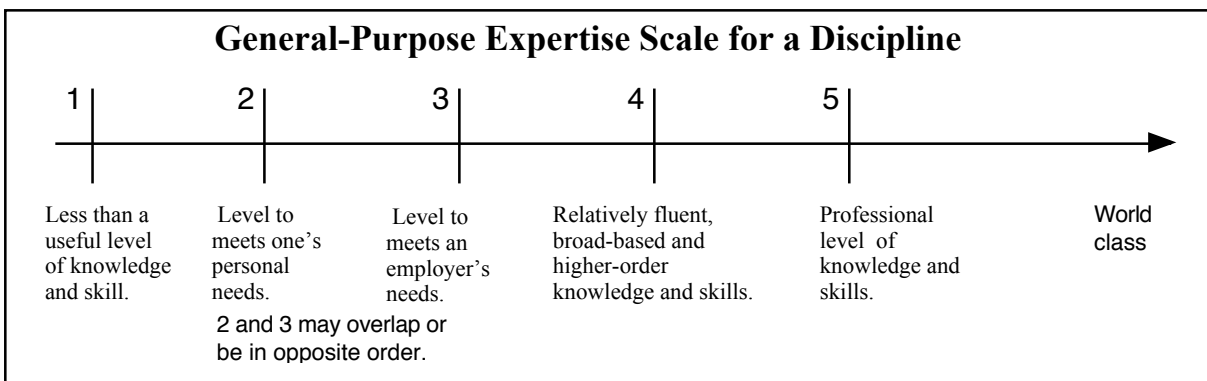 General-Purpose Expertise Scale for a Discipline
1
2
3
4
5
Less than a
useful level
of knowledge
and skill.
Level to
meets one’s
personal
needs.
Level to
meets an
employer’s
needs.
2 and 3 may overlap or
be in opposite order.
Relatively fluent,
broad-based and
higher-order
knowledge and skills.
Professional
level of
knowledge and
skills.
World
class